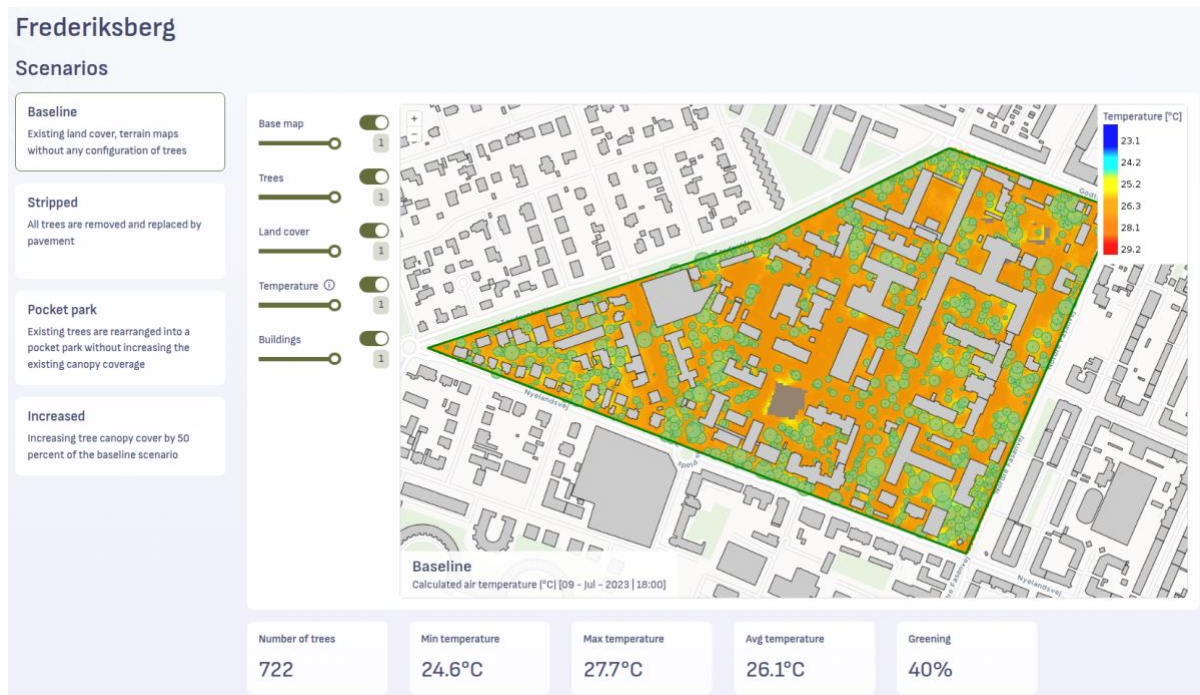 Frederiksberg
Scenarios
Baseline
Existing land cover, terrain maps
without any configuration of trees
Stripped
All trees are removed and replaced by
pavement
Pocket park
Existing trees are rearranged into a
pocket park without increasing the
existing canopy coverage
Increased
Increasing tree canopy cover by 50
percent of the baseline scenario
Base map
1
Trees
1
Land cover
1
Temperature
1
Buildings
1
+
−
Temperature [°C]
23.1
24.2
25.2
26.3
28.1
29.2
Nyelandsvej
Nordre Fasanvej
Nordre Fasanvej
Nyelandsvej
Baseline
Calculated air temperature [°C] [09 - Jul - 2023 | 18:00]
Number of trees
722
Min temperature
24.6°C
Max temperature
27.7°C
Avg temperature
26.1°C
Greening
40%